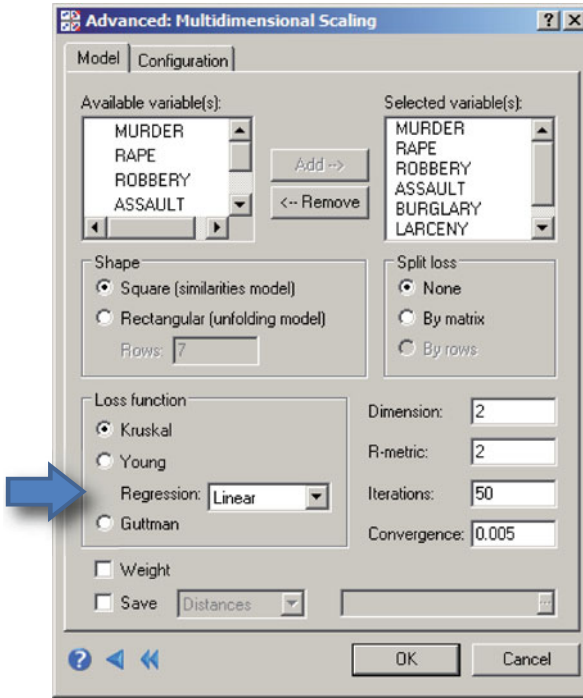 Advanced: Multidimensional Scaling
Model
Configuration
Available variable(s):
MURDER
RAPE
ROBBERY
ASSAULT
Add -->
<-- Remove
Selected variable(s):
MURDER
RAPE
ROBBERY
ASSAULT
BURGLARY
LARCENY
Shape
Square (similarities model)
Rectangular (unfolding model)
Rows: 7
Split loss
None
By matrix
By rows
Loss function
Kruskal
Young
Regression: Linear
Guttman
Dimension: 2
R-metric: 2
Iterations: 50
Convergence: 0.005
Weight
Save Distances ...
OK
Cancel